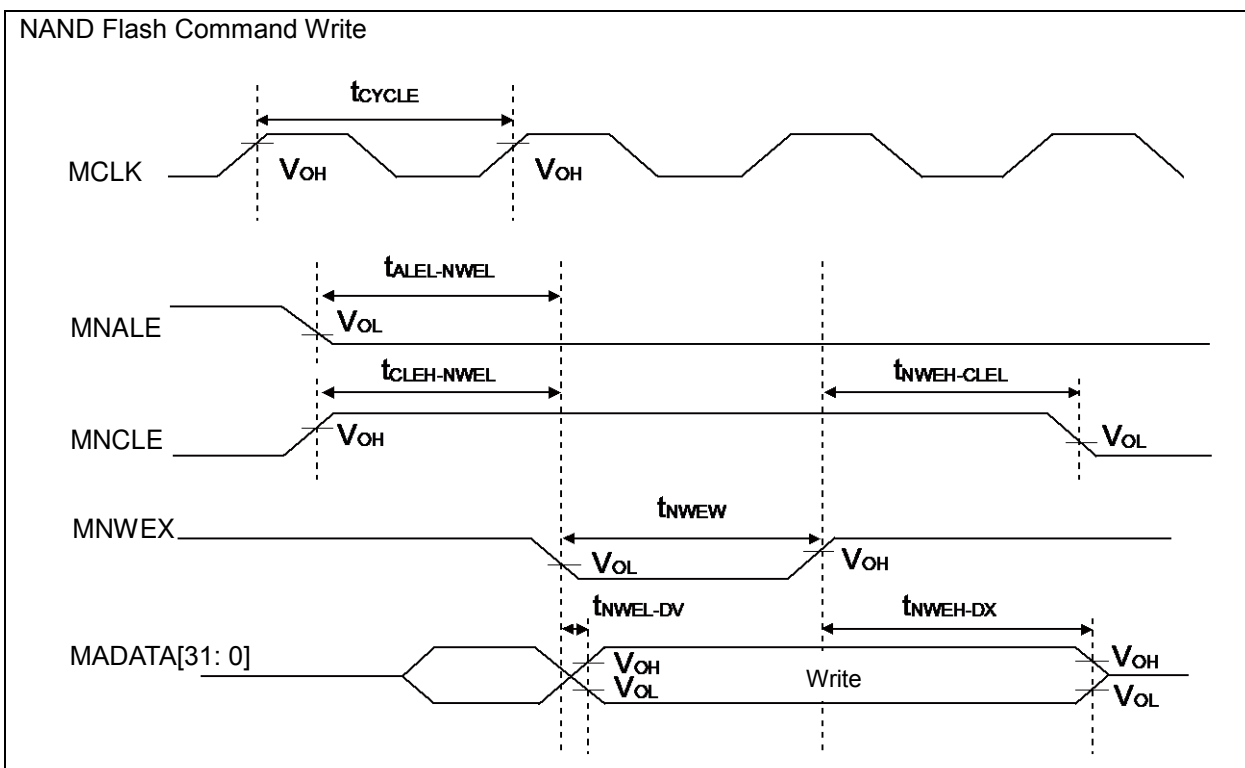 NAND Flash Command Write
tCYCLE
MCLK
VOH
VOH
tALEL-NWEL
MNALE
VOL
tCLEH-NWEL
tNWEH-CLEL
MNCLE
VOH
VOL
MNWEX
tNWEW
VOL
VOH
tNWEL-DV
tNWEH-DX
MADATA[31: 0]
VOH
Write
VOH
VOL
VOL